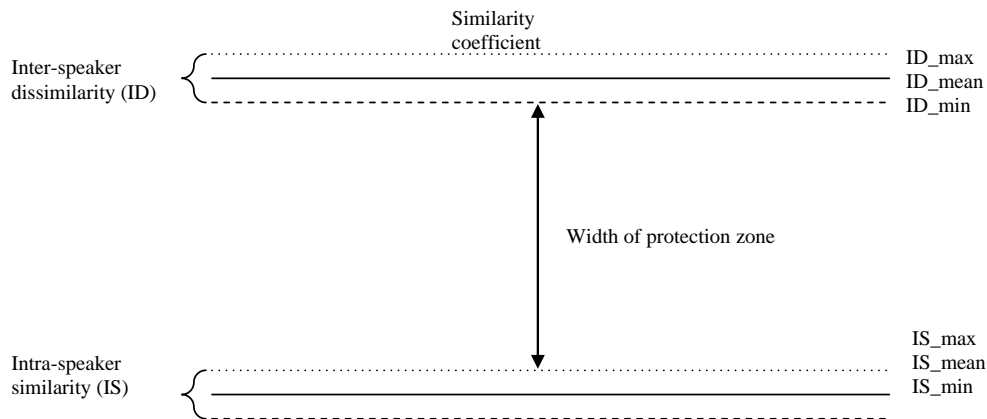 Similarity
coefficient
Inter-speaker
dissimilarity (ID)
ID_max
ID_mean
ID_min
Width of protection zone
Intra-speaker
similarity (IS)
IS_max
IS_mean
IS_min